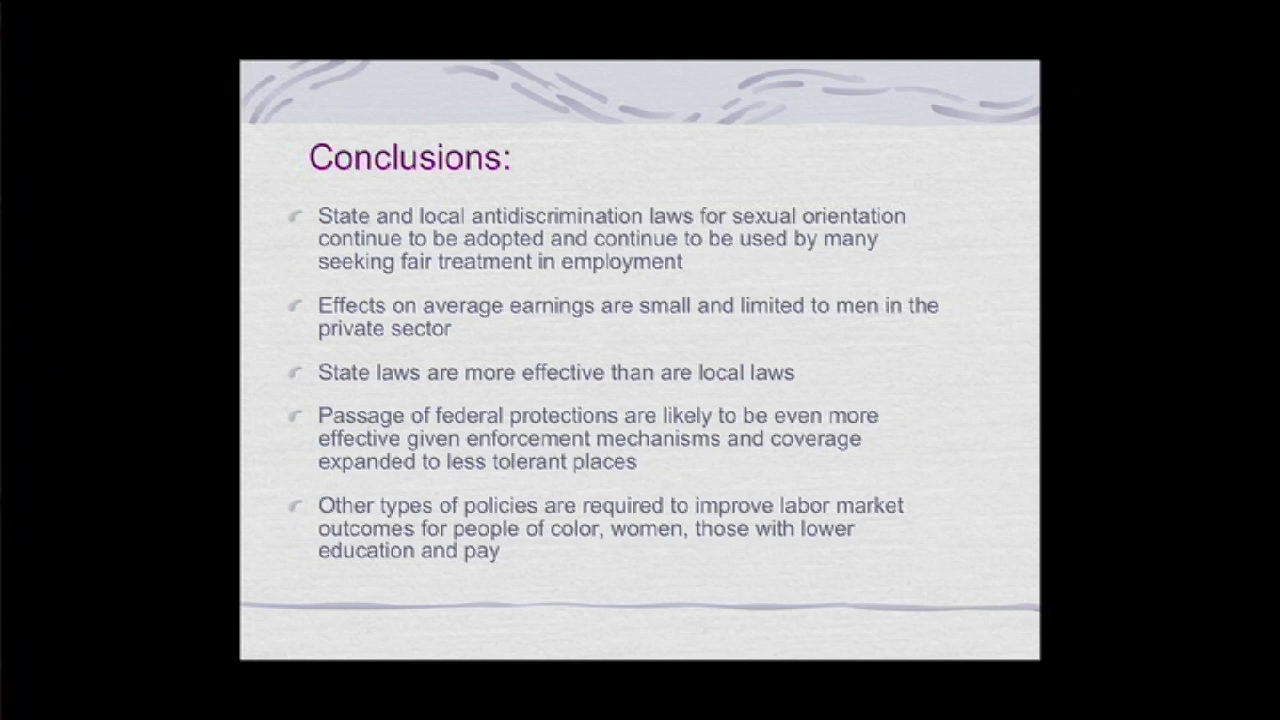 Conclusions:
State and local antidiscrimination laws for sexual orientation
continue to be adopted and continue to be used by many
seeking fair treatment in employment
Effects on average earnings are small and limited to men in the
private sector
State laws are more effective than are local laws
Passage of federal protections are likely to be even more
effective given enforcement mechanisms and coverage
expanded to less tolerant places
Other types of policies are required to improve labor market
outcomes for people of color, women, those with lower
education and pay